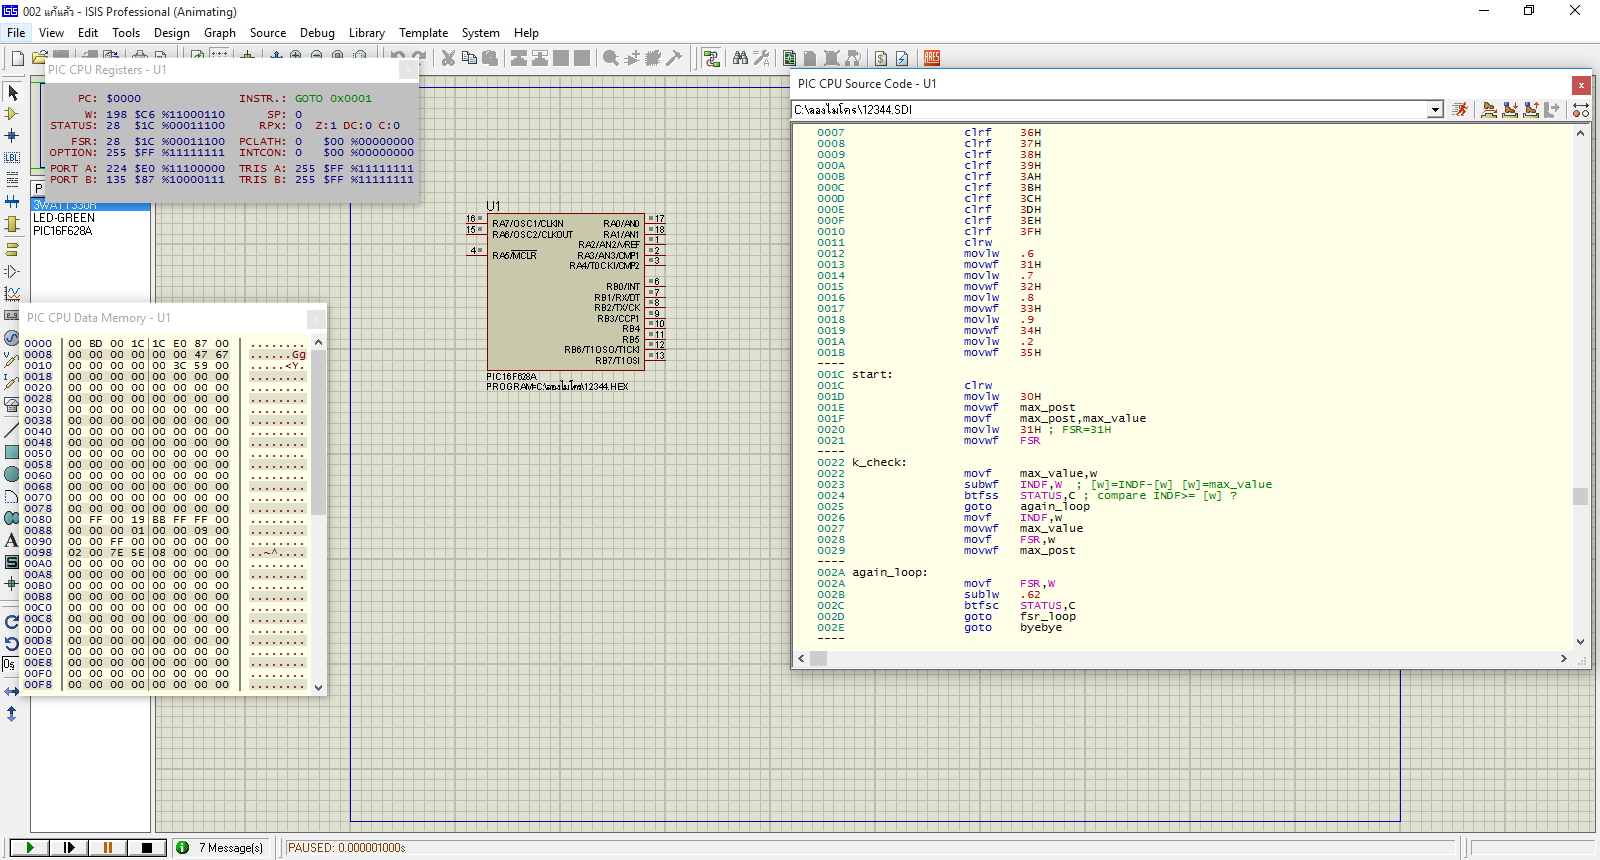 002 แก้แล้ว - ISIS Professional (Animating)
File View Edit Tools Design Graph Source Debug Library Template System Help
PIC CPU Registers - U1
PC: $0000 INSTR.: GOTO 0x0001
W: 198 $C6 %11000110 SP: 0
STATUS: 28 $1C %00011100 RPx: 0 Z:1 DC:0 C:0
FSR: 28 $1C %00011100 PCLATH: 0 $00 %00000000
OPTION: 255 $FF %11111111 INTCON: 0 $00 %00000000
PORT A: 224 $E0 %11100000 TRIS A: 255 $FF %11111111
PORT B: 135 $87 %10000111 TRIS B: 255 $FF %11111111
P
3WATT330R
LED-GREEN
PIC16F628A
PIC CPU Data Memory - U1
0000 00 BD 00 1C 1C E0 87 00 ........
0008 00 00 00 00 00 00 47 67 ......Gg
0010 00 00 00 00 00 3C 59 00 .....<Y.
0018 00 00 00 00 00 00 00 00 ........
0020 00 00 00 00 00 00 00 00 ........
0028 00 00 00 00 00 00 00 00 ........
0030 00 00 00 00 00 00 00 00 ........
0038 00 00 00 00 00 00 00 00 ........
0040 00 00 00 00 00 00 00 00 ........
0048 00 00 00 00 00 00 00 00 ........
0050 00 00 00 00 00 00 00 00 ........
0058 00 00 00 00 00 00 00 00 ........
0060 00 00 00 00 00 00 00 00 ........
0068 00 00 00 00 00 00 00 00 ........
0070 00 00 00 00 00 00 00 00 ........
0078 00 00 00 00 00 00 00 00 ........
0080 00 FF 00 19 BB FF FF 00 ........
0088 00 00 00 01 00 00 09 00 ........
0090 00 00 FF 00 00 00 00 00 ........
0098 02 00 7E 5E 08 00 00 00 ..~^....
00A0 00 00 00 00 00 00 00 00 ........
00A8 00 00 00 00 00 00 00 00 ........
00B0 00 00 00 00 00 00 00 00 ........
00B8 00 00 00 00 00 00 00 00 ........
00C0 00 00 00 00 00 00 00 00 ........
00C8 00 00 00 00 00 00 00 00 ........
00D0 00 00 00 00 00 00 00 00 ........
00D8 00 00 00 00 00 00 00 00 ........
00E0 00 00 00 00 00 00 00 00 ........
00E8 00 00 00 00 00 00 00 00 ........
00F0 00 00 00 00 00 00 00 00 ........
00F8 00 00 00 00 00 00 00 00 ........
U1
16 RA7/OSC1/CLKIN RA0/AN0 17
15 RA6/OSC2/CLKOUT RA1/AN1 18
RA2/AN2/VREF 1
4 RA5/MCLR RA3/AN3/CMP1 2
RA4/T0CKI/CMP2 3
RB0/INT 6
RB1/RX/DT 7
RB2/TX/CK 8
RB3/CCP1 9
RB4 10
RB5 11
RB6/T1OSO/T1CKI 12
RB7/T1OSI 13
PIC16F628A
PROGRAM=C:\ลองไมโคร\12344.HEX
PIC CPU Source Code - U1
C:\ลองไมโคร\12344.SDI
0007 clrf 36H
0008 clrf 37H
0009 clrf 38H
000A clrf 39H
000B clrf 3AH
000C clrf 3BH
000D clrf 3CH
000E clrf 3DH
000F clrf 3EH
0010 clrf 3FH
0011 clrw
0012 movlw .6
0013 movwf 31H
0014 movlw .7
0015 movwf 32H
0016 movlw .8
0017 movwf 33H
0018 movlw .9
0019 movwf 34H
001A movlw .2
001B movwf 35H
----
001C start:
001C clrw
001D movlw 30H
001E movwf max_post
001F movf max_post,max_value
0020 movlw 31H ; FSR=31H
0021 movwf FSR
----
0022 k_check:
0022 movf max_value,w
0023 subwf INDF,W ; [w]=INDF-[w] [w]=max_value
0024 btfss STATUS,C ; compare INDF>= [w] ?
0025 goto again_loop
0026 movf INDF,w
0027 movwf max_value
0028 movf FSR,w
0029 movwf max_post
----
002A again_loop:
002A movf FSR,W
002B sublw .62
002C btfsc STATUS,C
002D goto fsr_loop
002E goto byebye
----
7 Message(s)
PAUSED: 0.000001000s